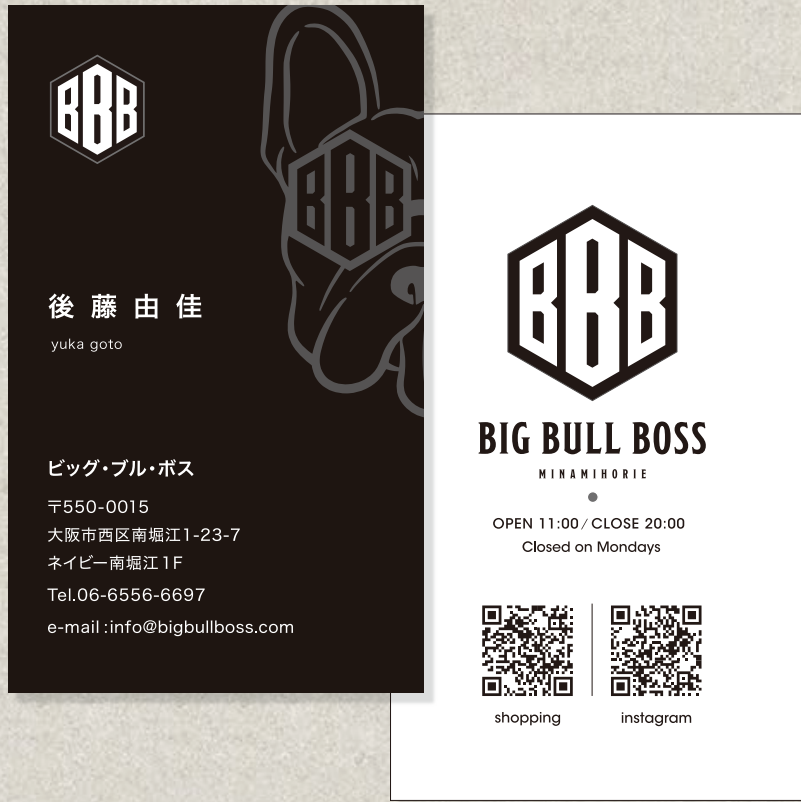 BBB
BBB
後藤由佳
yuka goto
ビッグ・ブル・ボス
〒550-0015
大阪市西区南堀江1-23-7
ネイビー南堀江1F
Tel.06-6556-6697
e-mail:info@bigbullboss.com
BBB
BIG BULL BOSS
MINAMIHORIE
OPEN 11:00/CLOSE 20:00
Closed on Mondays
shopping
instagram